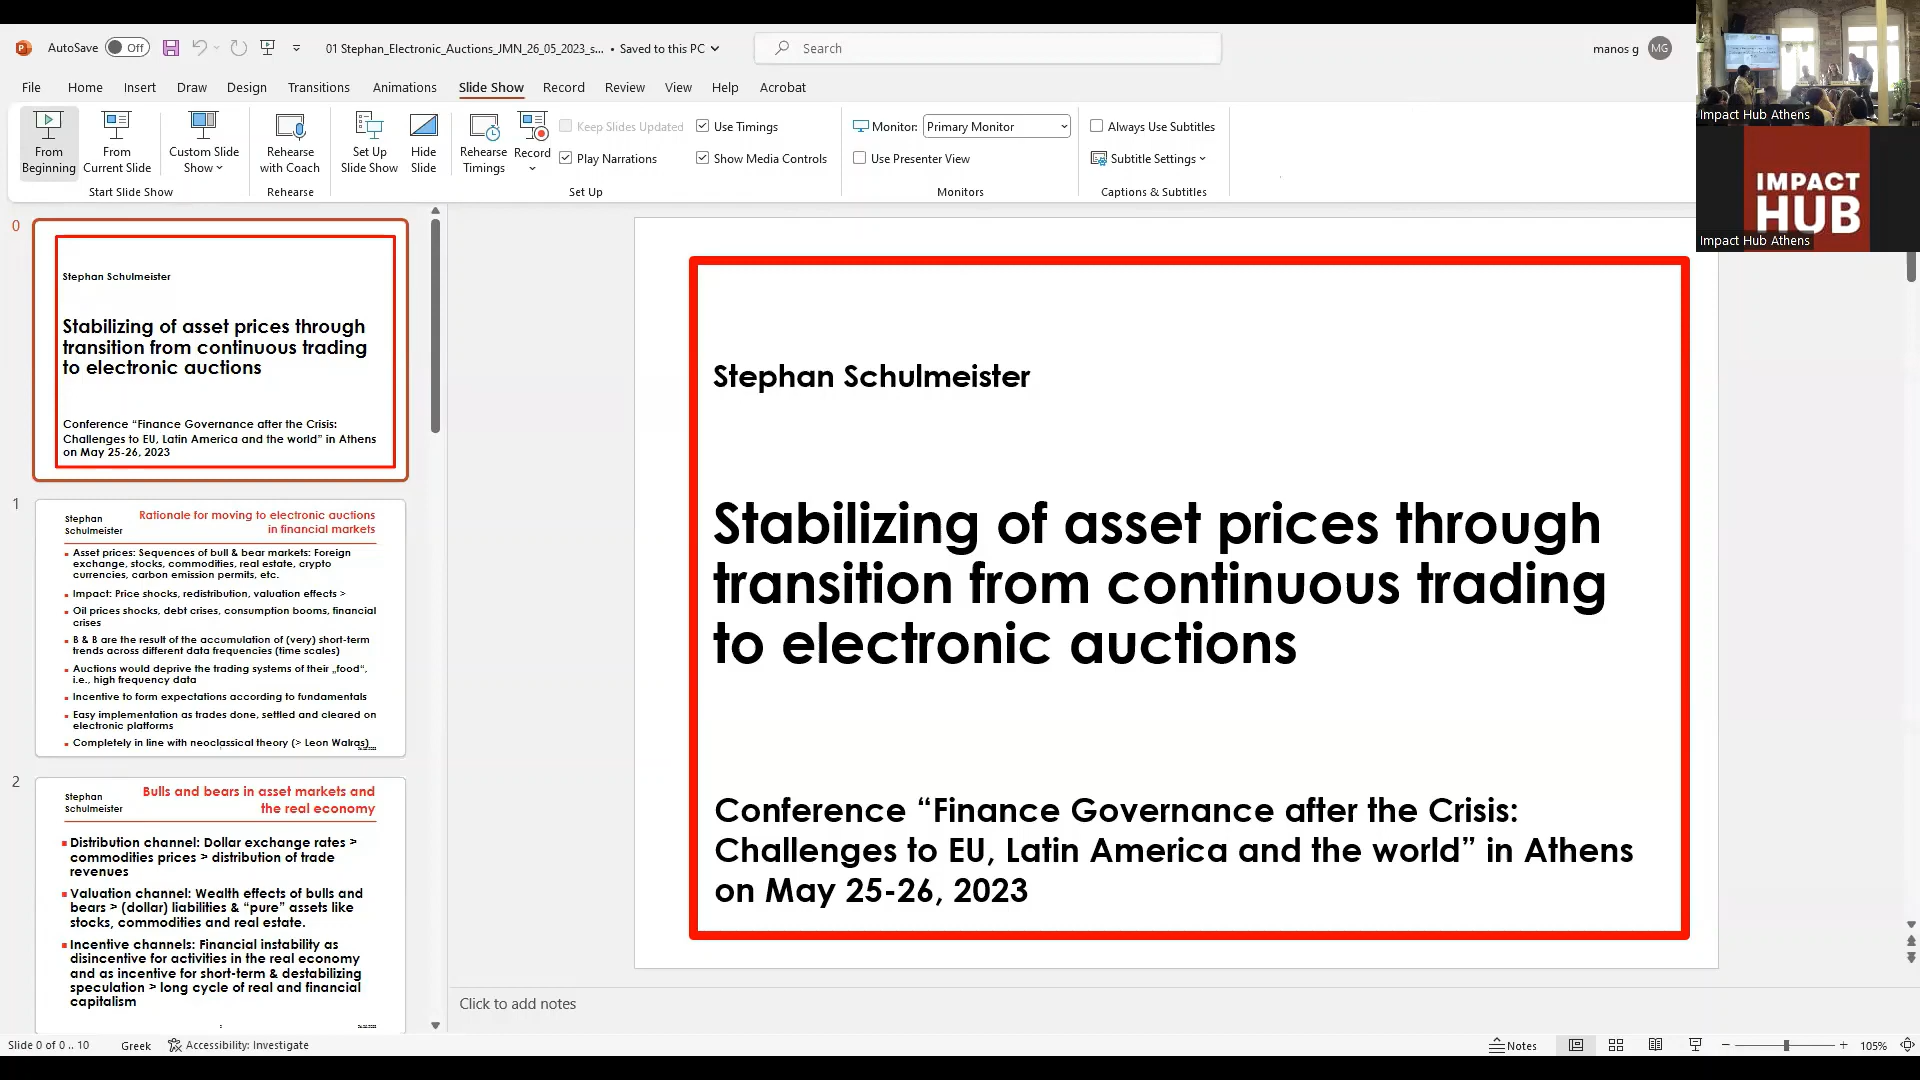 AutoSave Off 01 Stephan_Electronic_Auctions_JMN_26_05_2023_s... • Saved to this PC Search manos g MG
File Home Insert Draw Design Transitions Animations Slide Show Record Review View Help Acrobat
From Beginning
From Current Slide
Custom Slide Show
Start Slide Show
Rehearse with Coach
Rehearse
Set Up Slide Show
Hide Slide
Rehearse Timings
Record
Keep Slides Updated
Play Narrations
Use Timings
Show Media Controls
Set Up
Monitor: Primary Monitor
Use Presenter View
Monitors
Always Use Subtitles
Subtitle Settings
Captions & Subtitles
Impact Hub Athens
IMPACT
HUB
Impact Hub Athens
0
Stephan Schulmeister
Stabilizing of asset prices through
transition from continuous trading
to electronic auctions
Conference “Finance Governance after the Crisis:
Challenges to EU, Latin America and the world” in Athens
on May 25-26, 2023
1
Stephan
Schulmeister
Rationale for moving to electronic auctions
in financial markets
Asset prices: Sequences of bull & bear markets: Foreign
exchange, stocks, commodities, real estate, crypto
currencies, carbon emission permits, etc.
Impact: Price shocks, redistribution, valuation effects >
Oil prices shocks, debt crises, consumption booms, financial
crises
B & B are the result of the accumulation of (very) short-term
trends across different data frequencies (time scales)
Auctions would deprive the trading systems of their „food“,
i.e., high frequency data
Incentive to form expectations according to fundamentals
Easy implementation as trades done, settled and cleared on
electronic platforms
Completely in line with neoclassical theory (> Leon Walras)
2
Stephan
Schulmeister
Bulls and bears in asset markets and
the real economy
Distribution channel: Dollar exchange rates >
commodities prices > distribution of trade
revenues
Valuation channel: Wealth effects of bulls and
bears > (dollar) liabilities & “pure” assets like
stocks, commodities and real estate.
Incentive channels: Financial instability as
disincentive for activities in the real economy
and as incentive for short-term & destabilizing
speculation > long cycle of real and financial
capitalism
Stephan Schulmeister
Stabilizing of asset prices through
transition from continuous trading
to electronic auctions
Conference “Finance Governance after the Crisis:
Challenges to EU, Latin America and the world” in Athens
on May 25-26, 2023
Click to add notes
Slide 0 of 0 .. 10 Greek Accessibility: Investigate Notes 105%